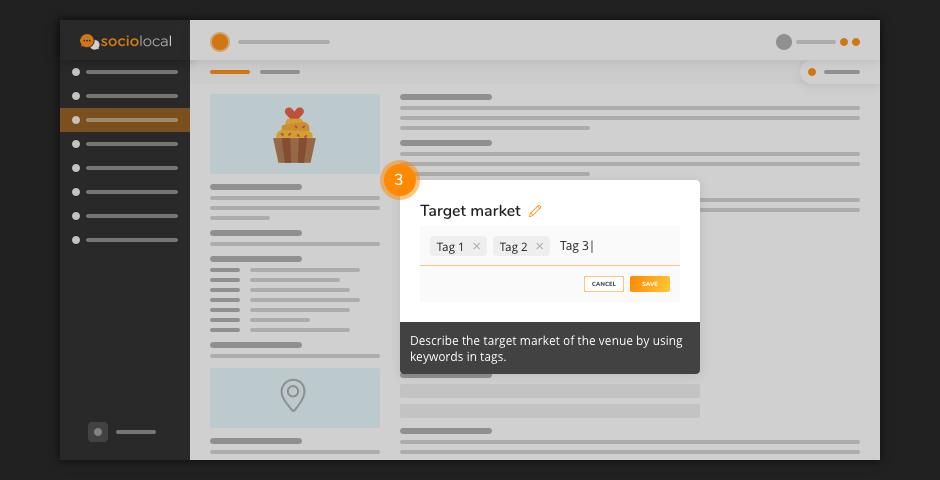 sociolocal
3
Target market
Tag 1 × Tag 2 × Tag 3|
CANCEL SAVE
Describe the target market of the venue by using
keywords in tags.